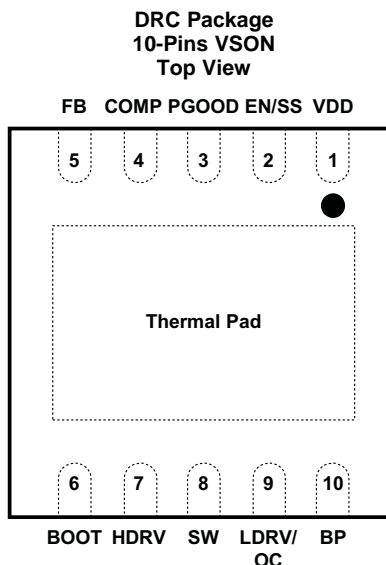 DRC Package
10-Pins VSON
Top View
FB COMP PGOOD EN/SS VDD
5 4 3 2 1
Thermal Pad
6 7 8 9 10
BOOT HDRV SW LDRV/ BP
OC